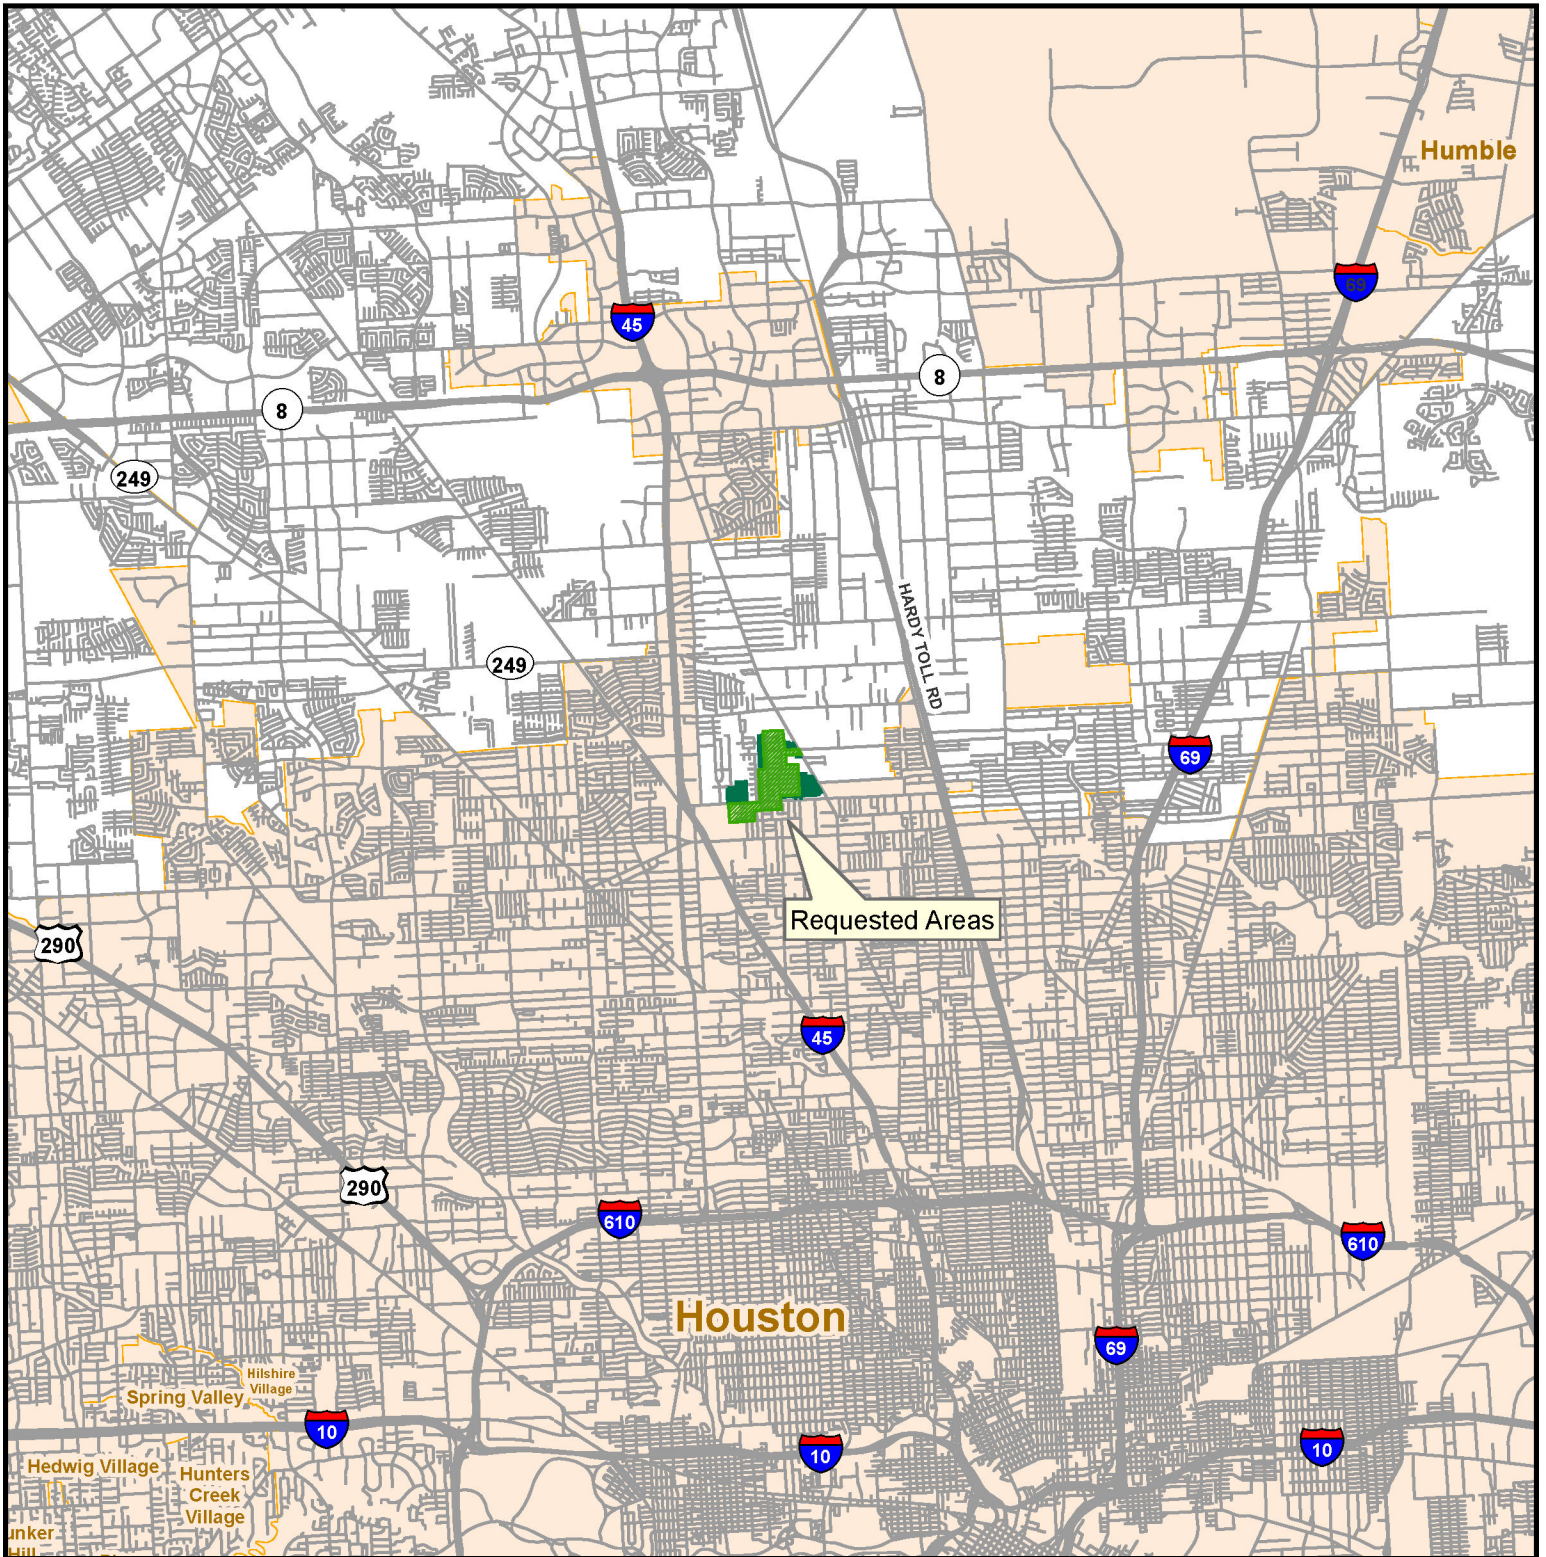 Humble
69
45
8
8
249
HARDY TOLL RD
249
69
Requested Areas
290
45
290
610
610
Houston
69
Hilshire
Village
Spring Valley
10
10
10
Hedwig Village
Hunters
Creek
Village
unker
Hill